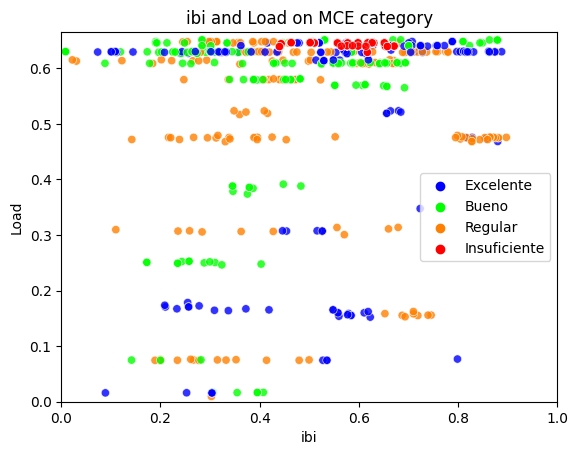 ibi and Load on MCE category
Load
0.6
0.5
0.4
0.3
0.2
0.1
0.0
Excelente
Bueno
Regular
Insuficiente
0.0 0.2 0.4 0.6 0.8 1.0
ibi